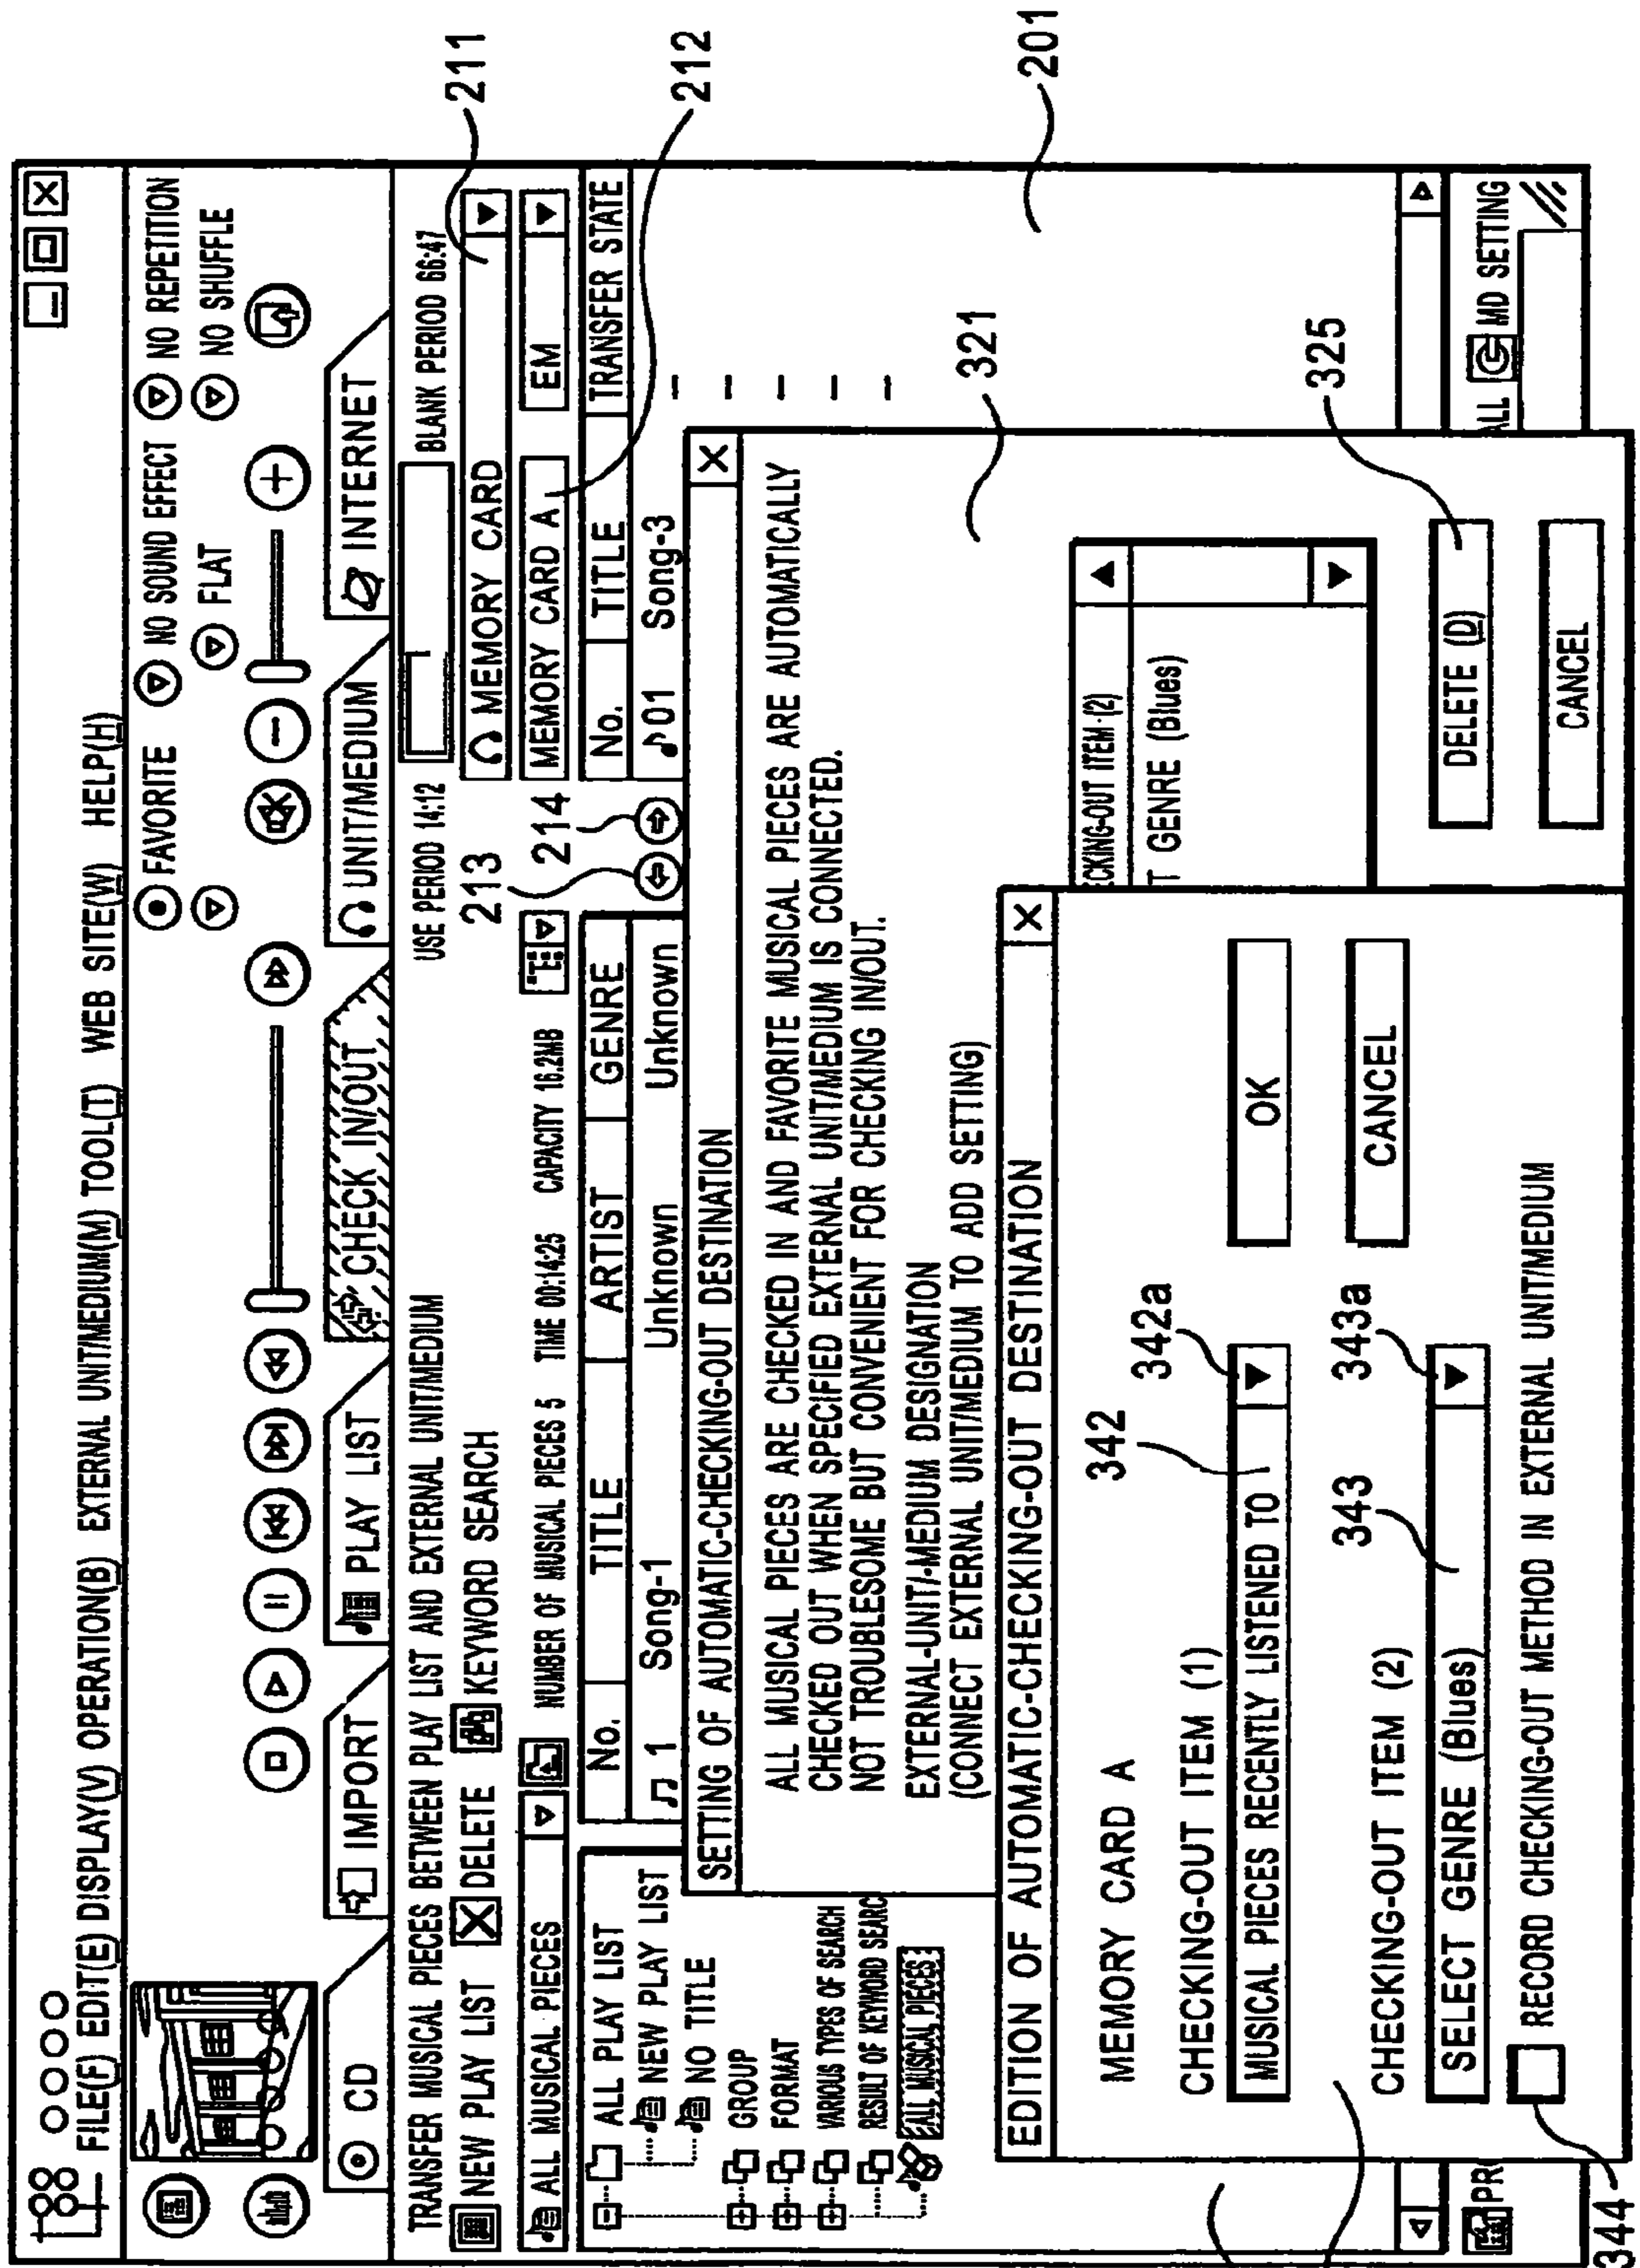 ○○○○
FILE(F) EDIT(E) DISPLAY(V) OPERATION(B) EXTERNAL UNIT/MEDIUM(M) TOOL(T) WEB SITE(W) HELP(H)
FAVORITE NO SOUND EFFECT NO REPETITION
FLAT NO SHUFFLE
CD IMPORT PLAY LIST CHECK IN/OUT UNIT/MEDIUM INTERNET
TRANSFER MUSICAL PIECES BETWEEN PLAY LIST AND EXTERNAL UNIT/MEDIUM
USE PERIOD 14:12 BLANK PERIOD 66:47
NEW PLAY LIST DELETE KEYWORD SEARCH
213
MEMORY CARD
211
ALL MUSICAL PIECES
NUMBER OF MUSICAL PIECES 5 TIME 00:14:25 CAPACITY 16.2MB
214
MEMORY CARD A EM
212
ALL PLAY LIST
NEW PLAY LIST
NO TITLE
GROUP
FORMAT
VARIOUS TYPES OF SEARCH
RESULT OF KEYWORD SEARC
ALL MUSICAL PIECES
No. TITLE ARTIST GENRE
1 Song-1 Unknown Unknown
No. TITLE TRANSFER STATE
01 Song-3 –
–
–
–
–
201
SETTING OF AUTOMATIC-CHECKING-OUT DESTINATION X
ALL MUSICAL PIECES ARE CHECKED IN AND FAVORITE MUSICAL PIECES ARE AUTOMATICALLY
CHECKED OUT WHEN SPECIFIED EXTERNAL UNIT/MEDIUM IS CONNECTED.
NOT TROUBLESOME BUT CONVENIENT FOR CHECKING IN/OUT.
321
EXTERNAL-UNIT/-MEDIUM DESIGNATION
(CONNECT EXTERNAL UNIT/MEDIUM TO ADD SETTING)
ECKING-OUT ITEM (2)
T GENRE (Blues)
325
DELETE (D)
CANCEL
EDITION OF AUTOMATIC-CHECKING-OUT DESTINATION X
MEMORY CARD A
342
342a
CHECKING-OUT ITEM (1)
MUSICAL PIECES RECENTLY LISTENED TO
OK
343
343a
CHECKING-OUT ITEM (2)
CANCEL
SELECT GENRE (Blues)
RECORD CHECKING-OUT METHOD IN EXTERNAL UNIT/MEDIUM
344
PR
ALL MD SETTING